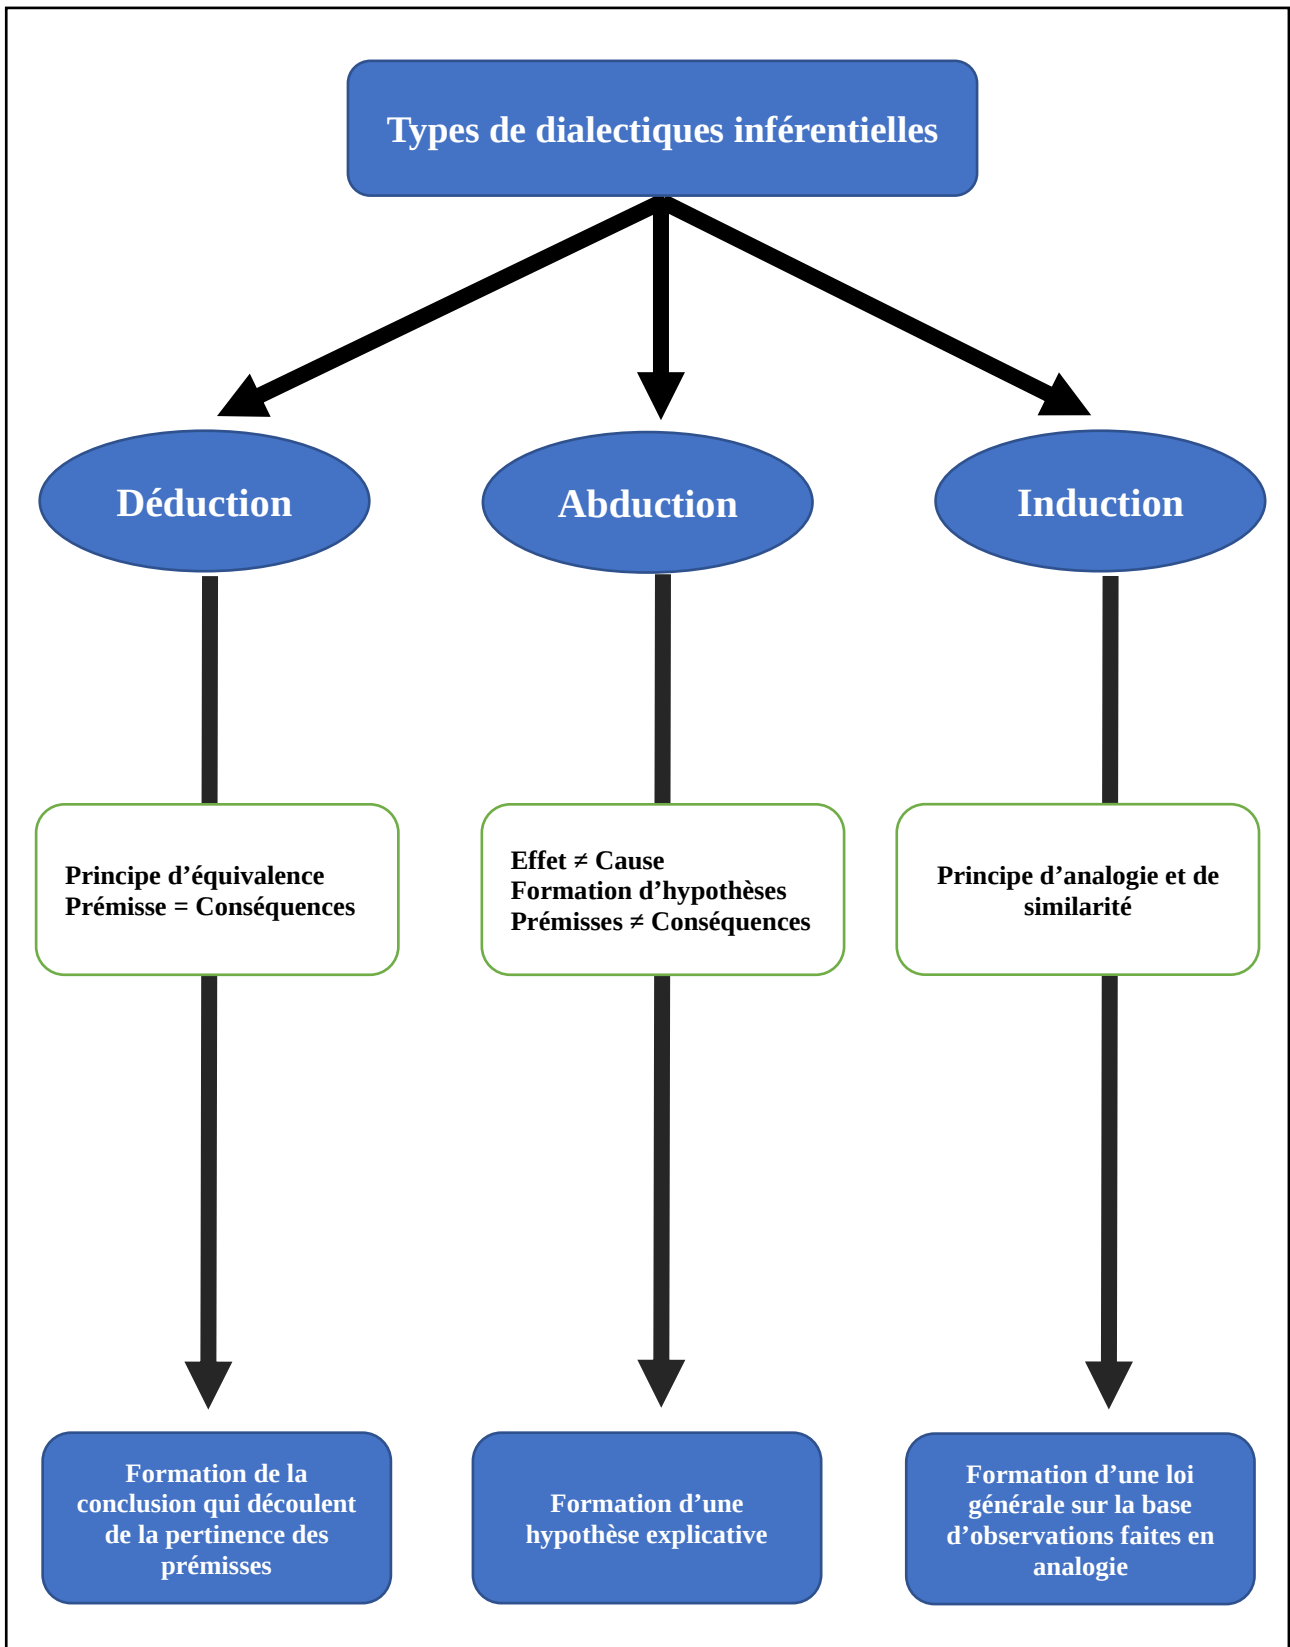 Types de dialectiques inférentielles
Déduction
Abduction
Induction
Principe d’équivalence
Prémisse = Conséquences
Effet ≠ Cause
Formation d’hypothèses
Prémisses ≠ Conséquences
Principe d’analogie et de
similarité
Formation de la
conclusion qui découlent
de la pertinence des
prémisses
Formation d’une
hypothèse explicative
Formation d’une loi
générale sur la base
d’observations faites en
analogie